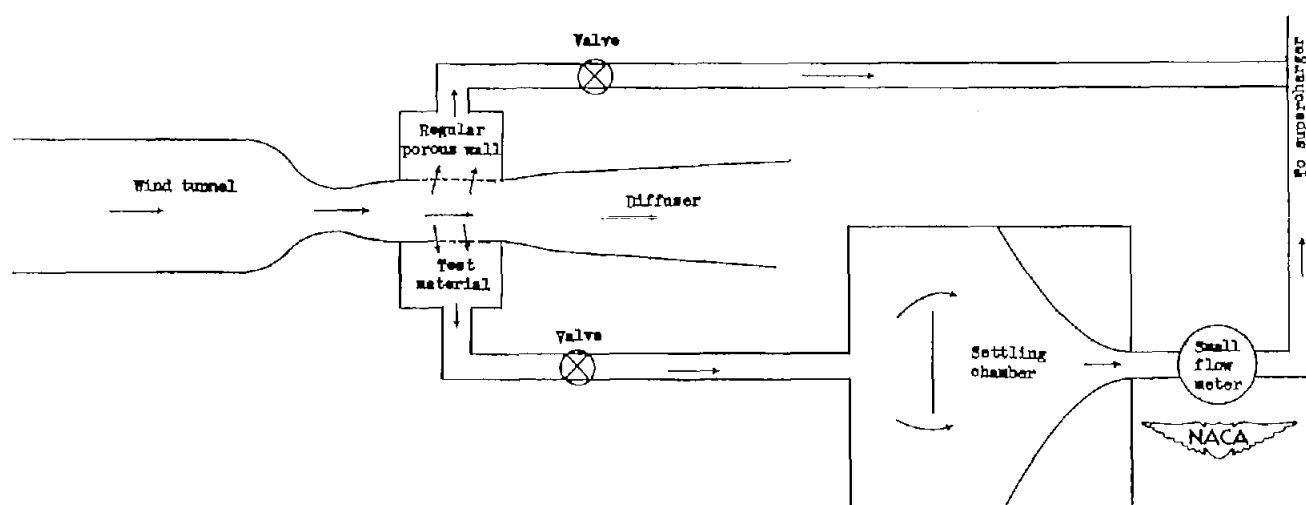 Valve
To supercharger
Regular
porous wall
Wind tunnel
Diffuser
Test
material
Valve
Settling
chamber
Small
flow
meter
NACA